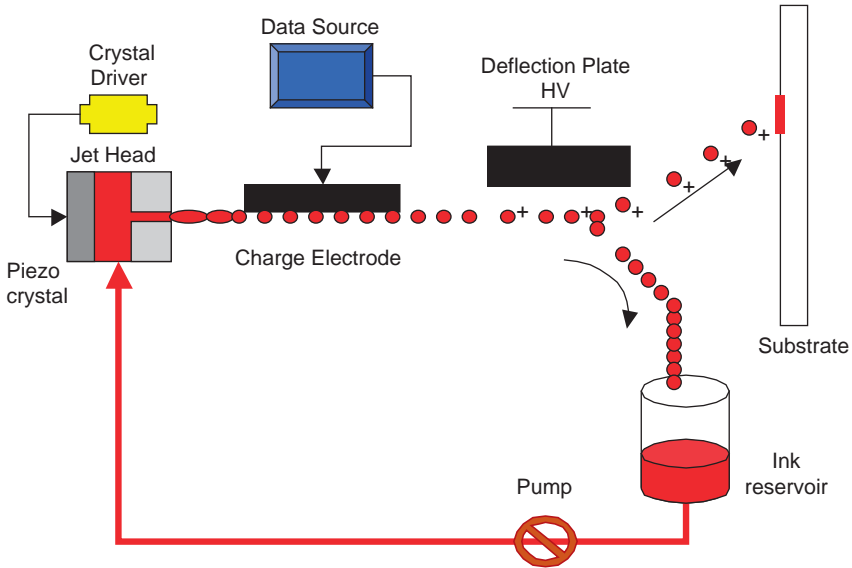 Data Source
Crystal
Driver
Deflection Plate
HV
Jet Head
+
+
+
+
+
+
Charge Electrode
Piezo
crystal
Substrate
Ink
reservoir
Pump